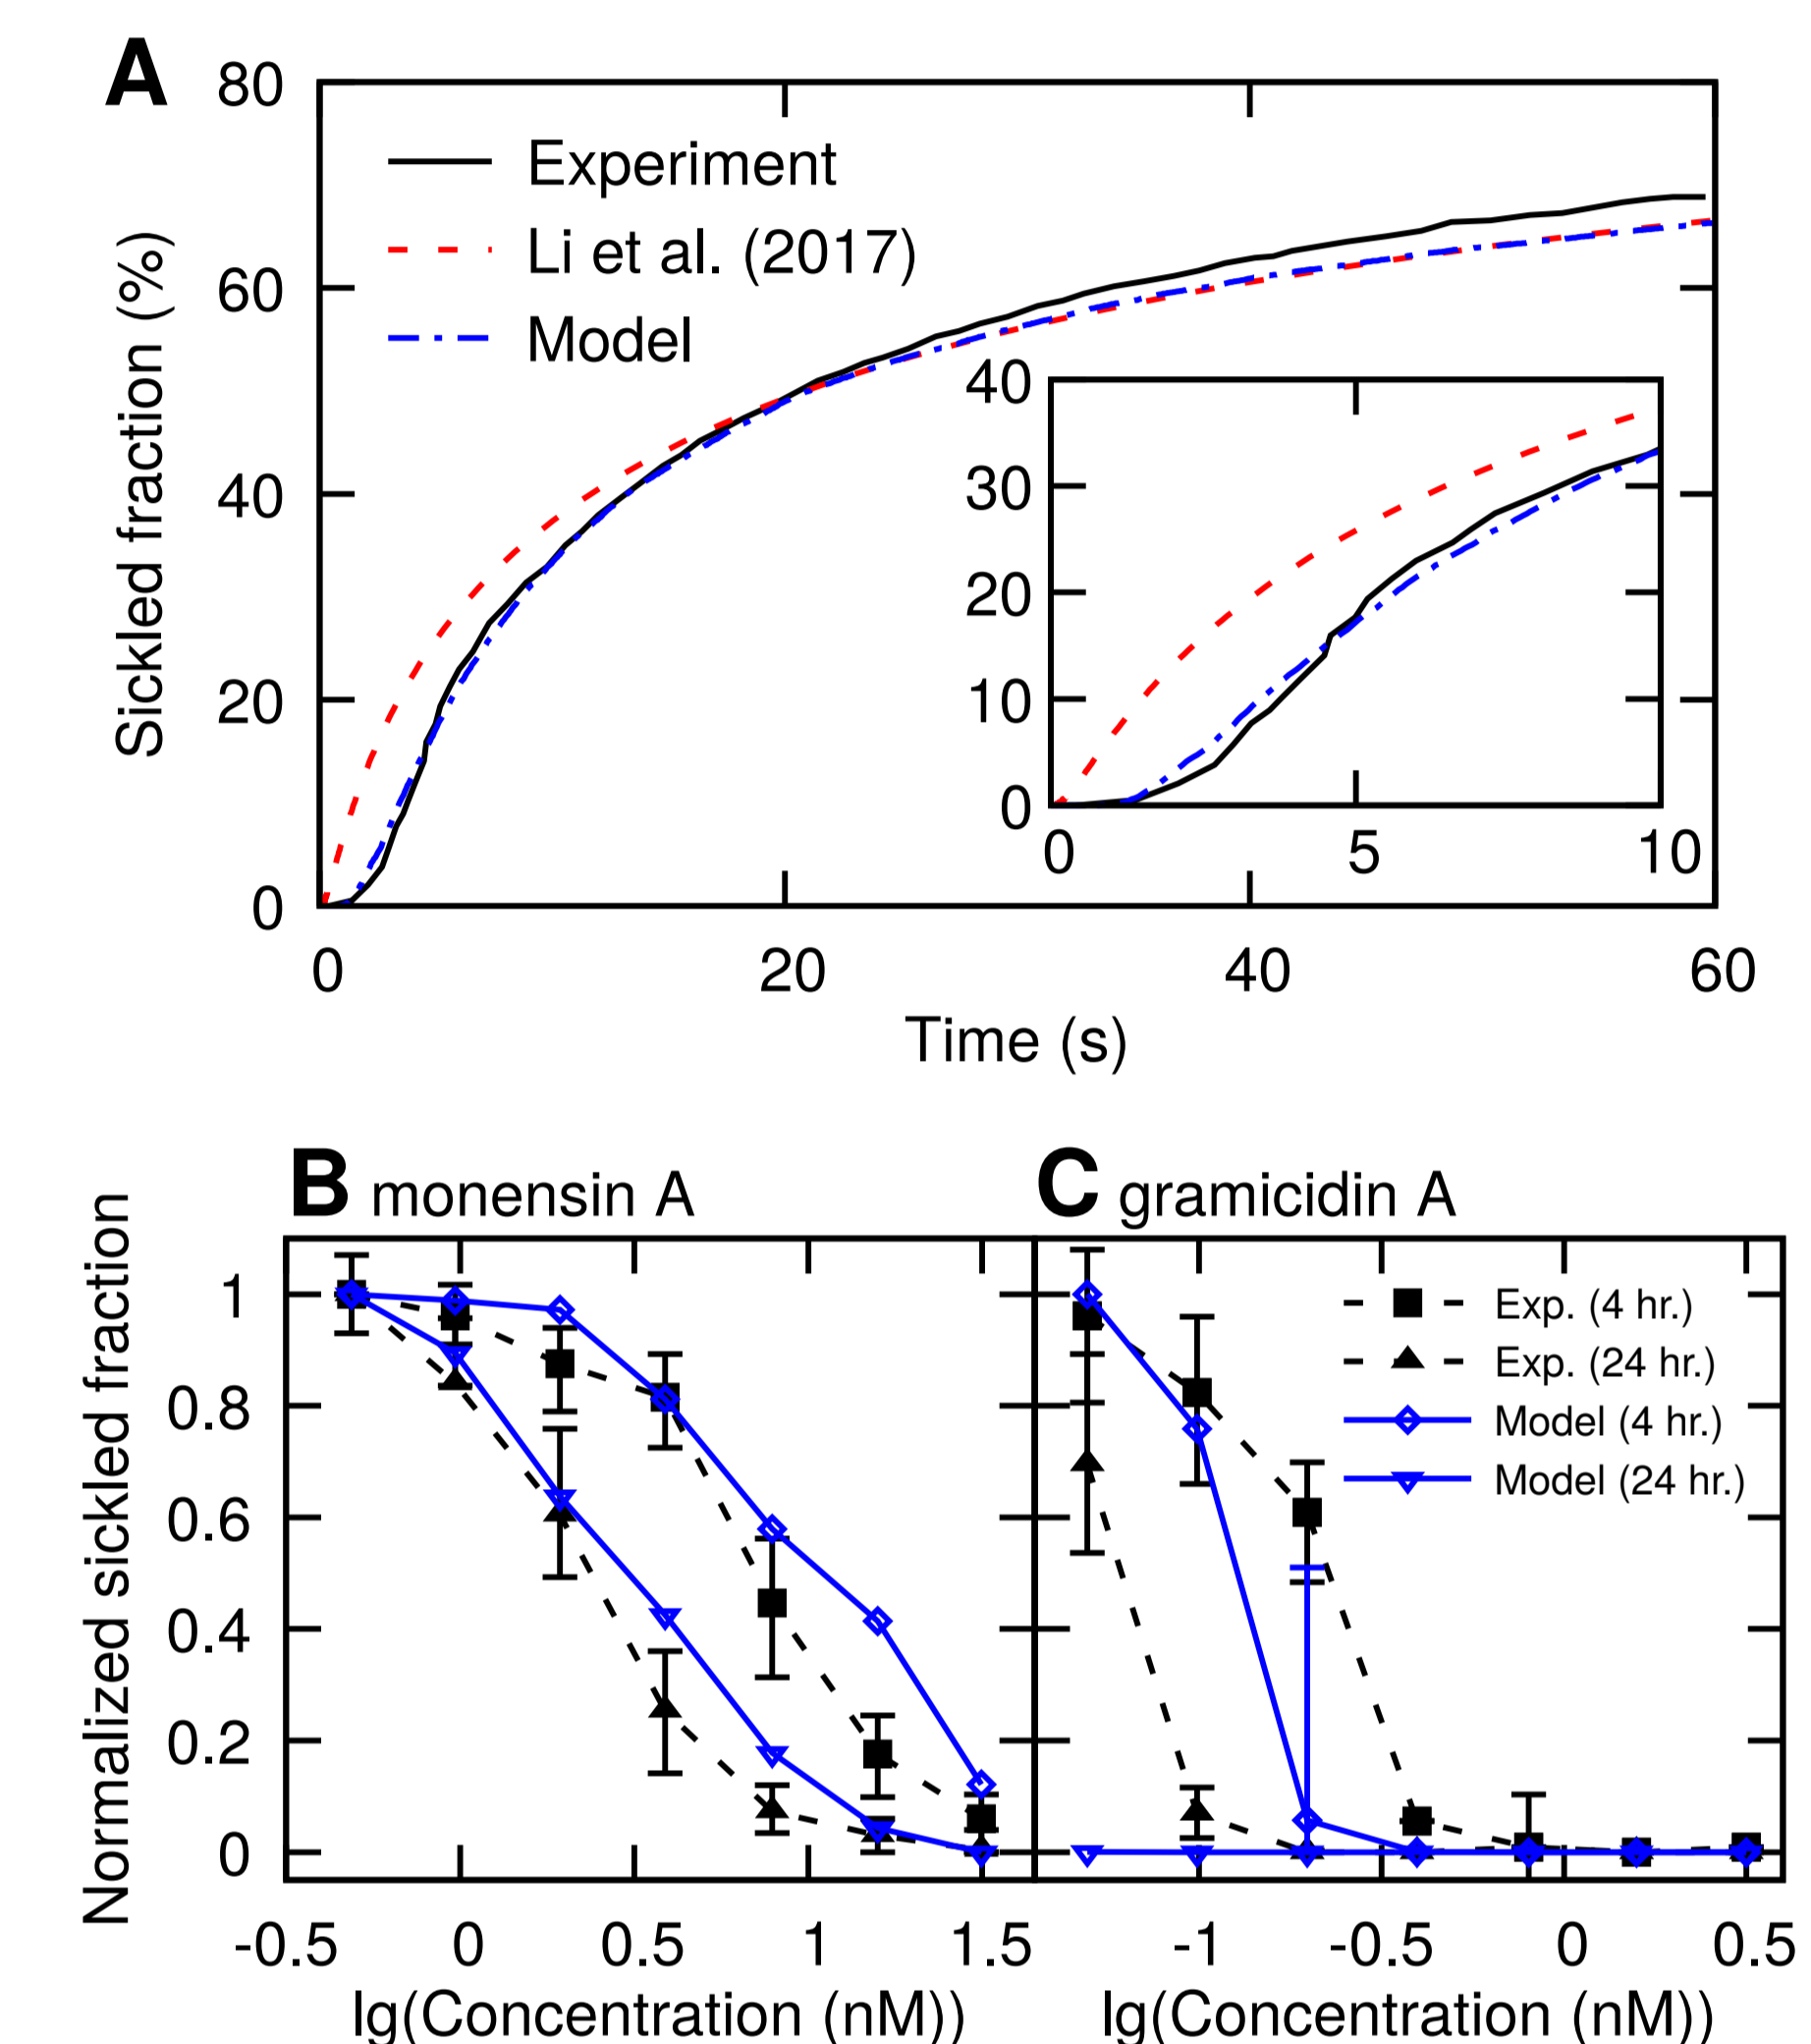 A
80
60
40
20
0
Sickled fraction (%)
Experiment
Li et al. (2017)
Model
40
30
20
10
0
0 5 10
0 20 40 60
Time (s)
B monensin A
C gramicidin A
Normalized sickled fraction
1
0.8
0.6
0.4
0.2
0
Exp. (4 hr.)
Exp. (24 hr.)
Model (4 hr.)
Model (24 hr.)
-0.5 0 0.5 1 1.5
-1 -0.5 0 0.5
lg(Concentration (nM))
lg(Concentration (nM))